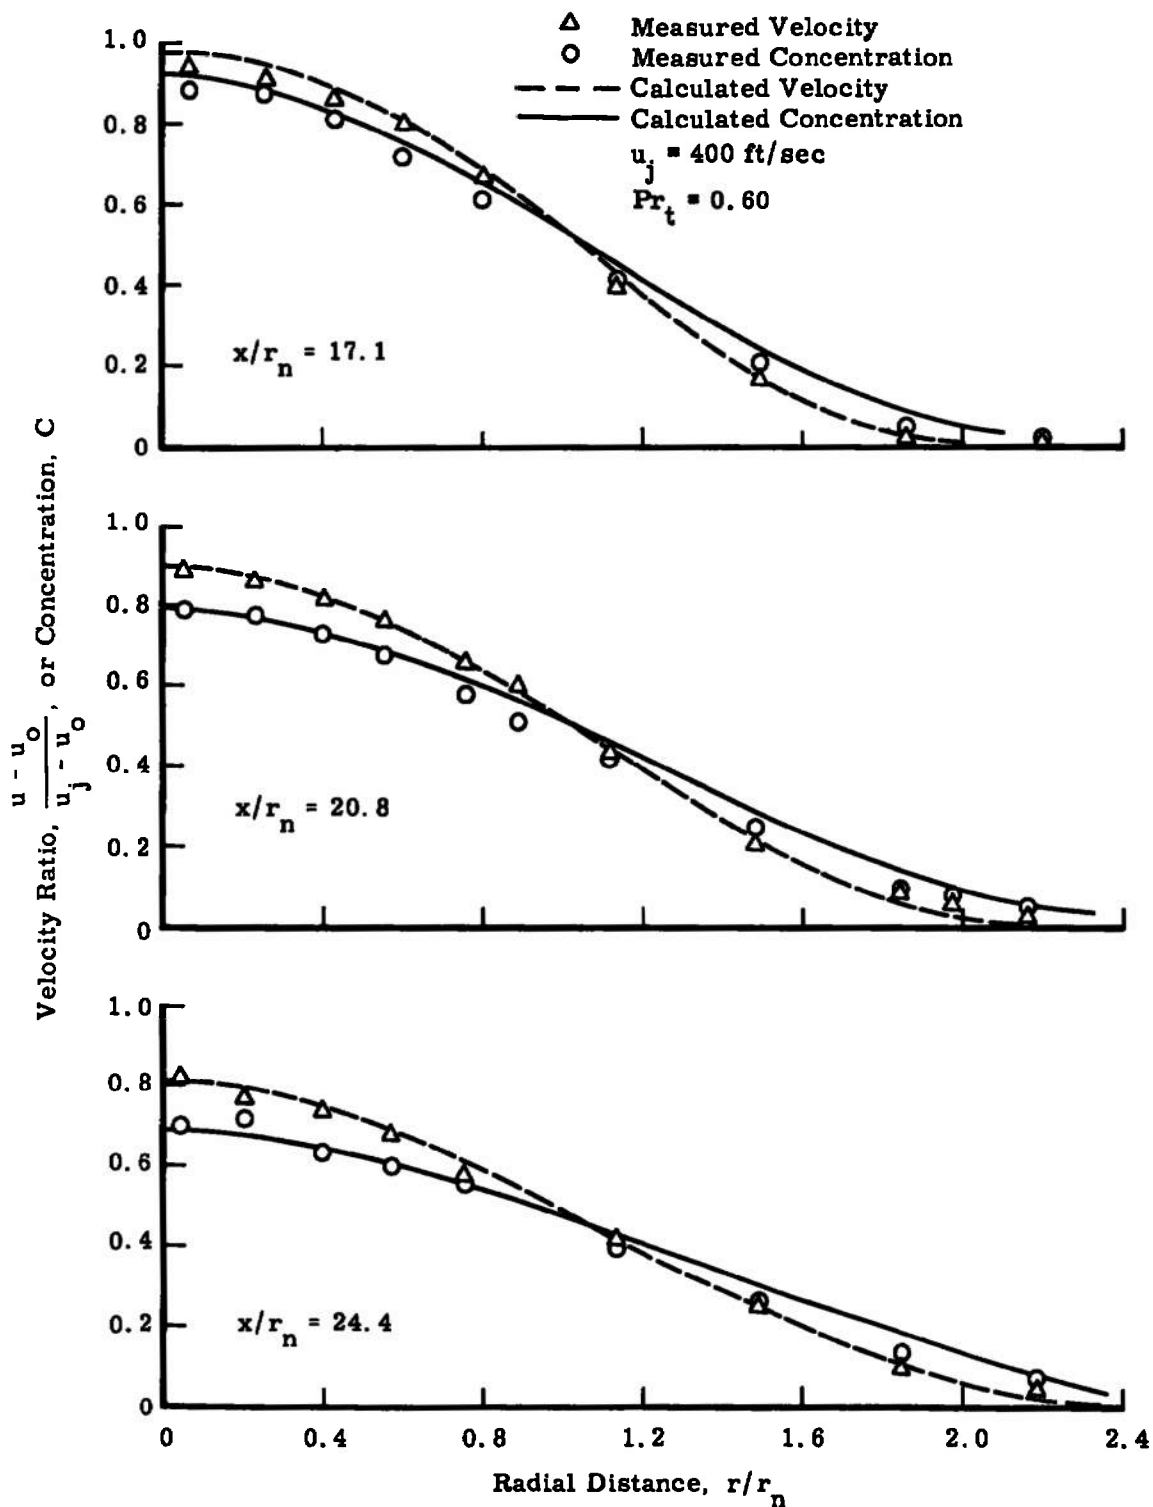 Measured Velocity
Measured Concentration
Calculated Velocity
Calculated Concentration
u_j = 400 ft/sec
Pr_t = 0.60
1.0
0.8
0.6
0.4
0.2
0
x/r_n = 17.1
1.0
0.8
0.6
0.4
0.2
0
x/r_n = 20.8
1.0
0.8
0.6
0.4
0.2
0
x/r_n = 24.4
0 0.4 0.8 1.2 1.6 2.0 2.4
Radial Distance, r/r_n
Velocity Ratio, (u - u_o)/(u_j - u_o), or Concentration, C